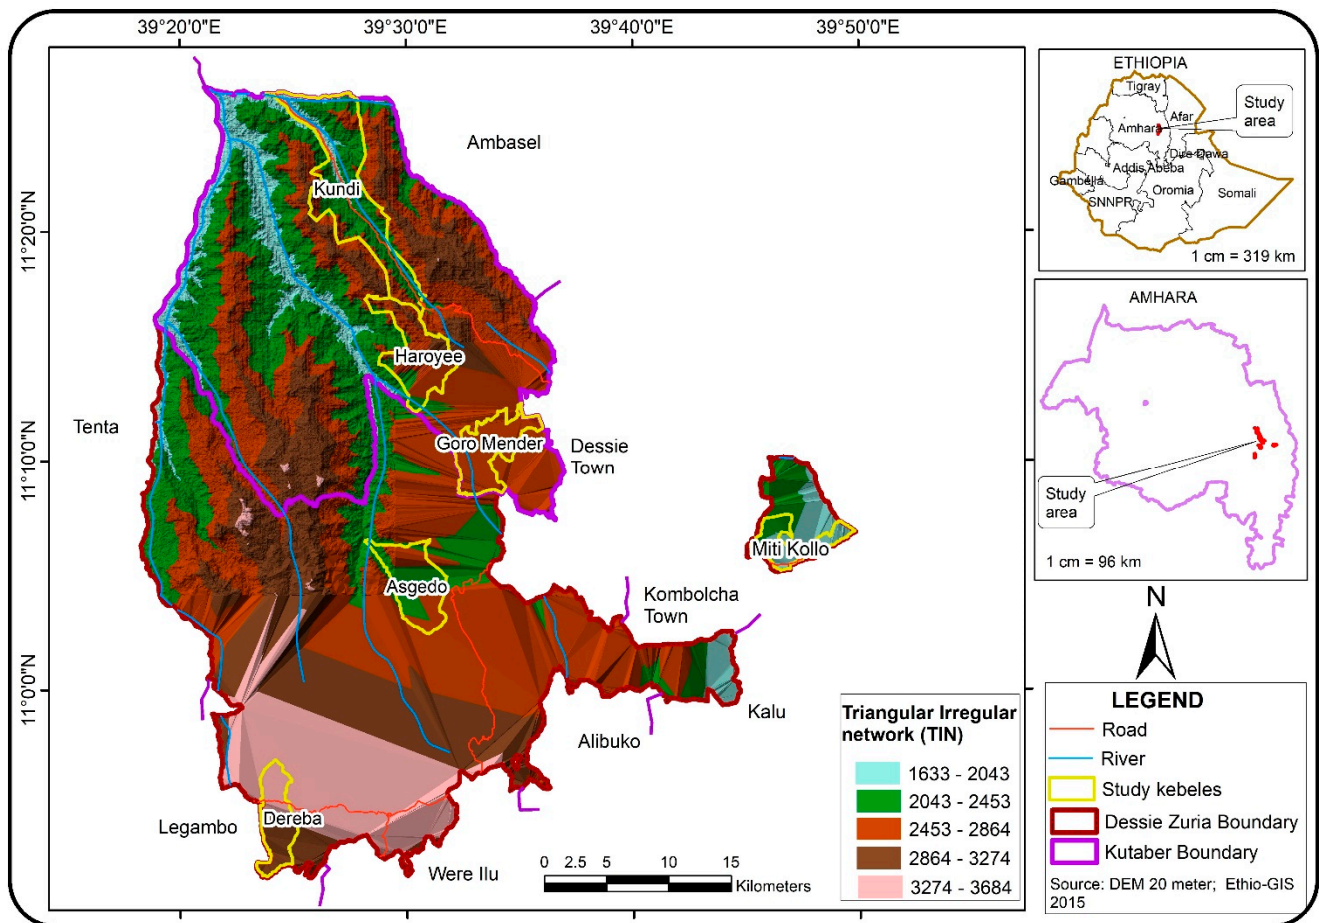 39°20'0"E 39°30'0"E 39°40'0"E 39°50'0"E
11°20'0"N
11°10'0"N
11°0'0"N
Ambasel
Kundi
Haroyee
Tenta
Goro Mender
Dessie
Town
Miti Kollo
Asgedo
Kombolcha
Town
Kalu
Alibuko
Legambo
Dereba
Were Ilu
0 2.5 5 10 15
Kilometers
Triangular Irregular
network (TIN)
1633 - 2043
2043 - 2453
2453 - 2864
2864 - 3274
3274 - 3684
ETHIOPIA
Tigray
Study
area
Afar
Amhara
Dire Dawa
Addis Abeba
Gambella
Oromia
SNNPR
Somali
1 cm = 319 km
AMHARA
Study
area
1 cm = 96 km
N
LEGEND
Road
River
Study kebeles
Dessie Zuria Boundary
Kutaber Boundary
Source: DEM 20 meter; Ethio-GIS
2015